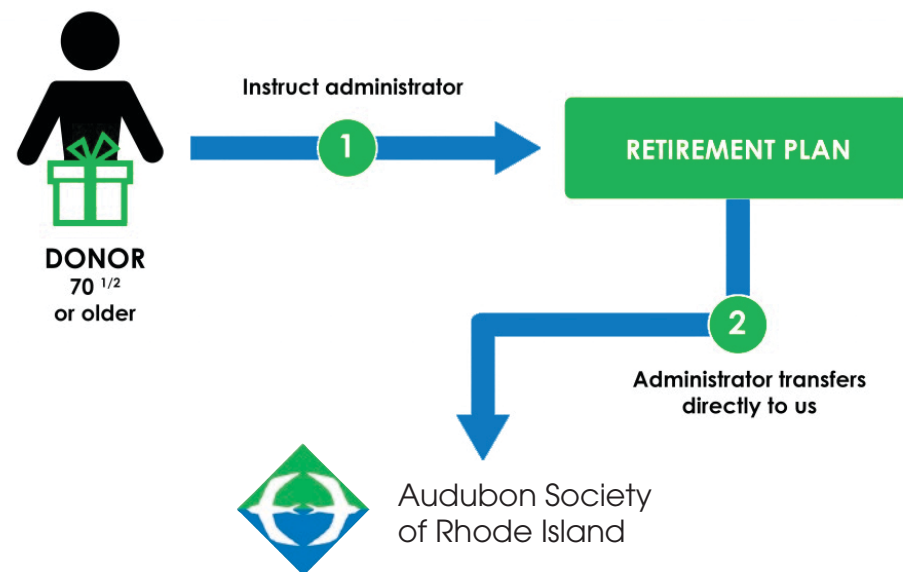 Instruct administrator
1
RETIREMENT PLAN
DONOR
70 1/2
or older
2
Administrator transfers
directly to us
Audubon Society
of Rhode Island